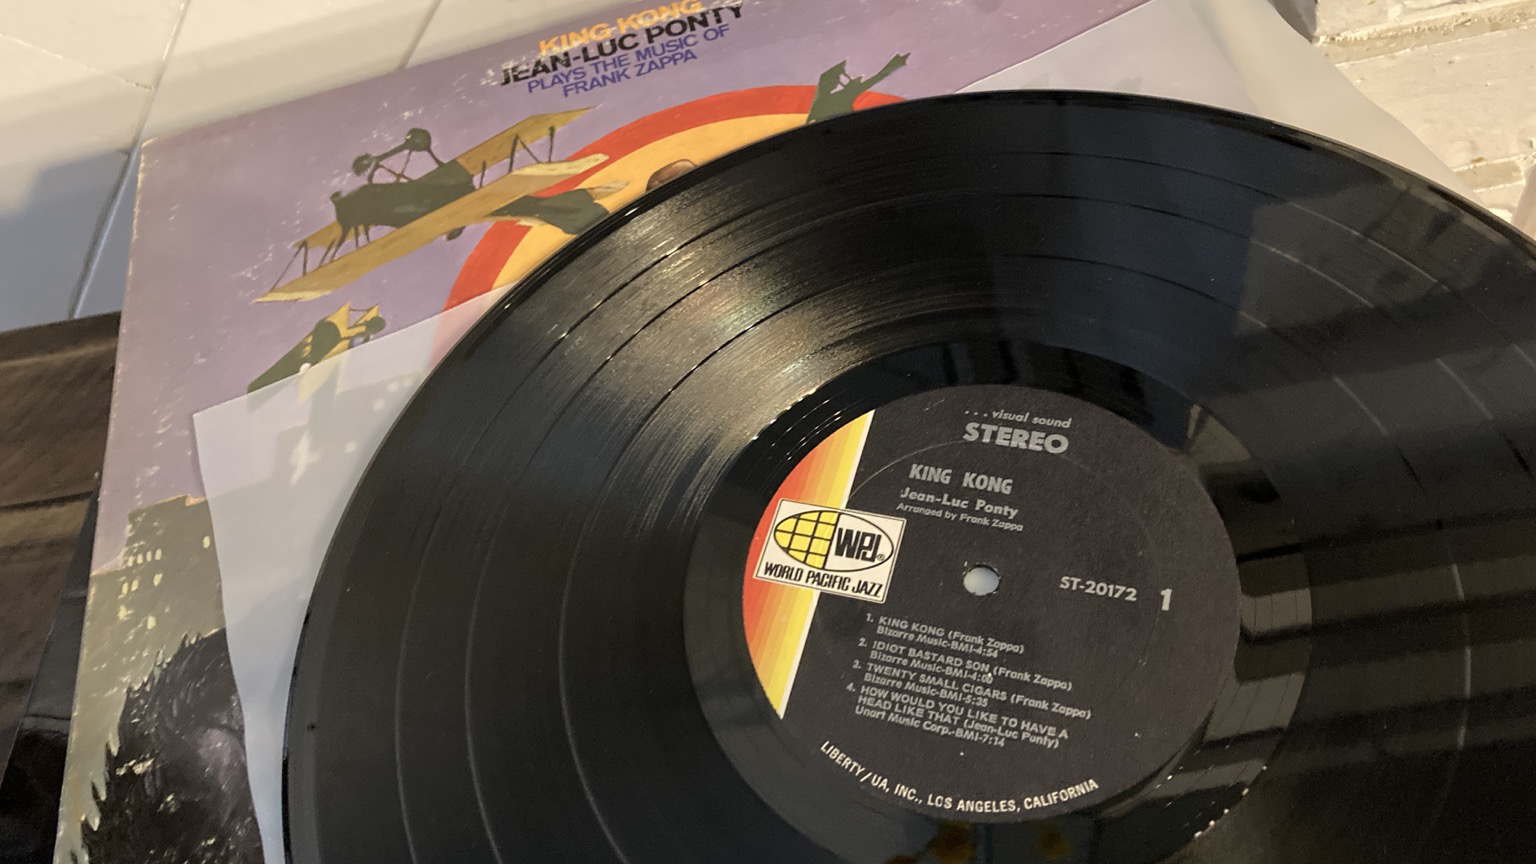 KING KONG
JEAN-LUC PONTY
PLAYS THE MUSIC OF
FRANK ZAPPA
...visual sound
STEREO
KING KONG
Jean-Luc Ponty
Arranged by Frank Zappa
WPJ®
WORLD PACIFIC JAZZ
ST-20172 1
1. KING KONG (Frank Zappa)
Bizarre Music-BMI-4:54
2. IDIOT BASTARD SON (Frank Zappa)
Bizarre Music-BMI-4:00
3. TWENTY SMALL CIGARS (Frank Zappa)
Bizarre Music-BMI-5:35
4. HOW WOULD YOU LIKE TO HAVE A
HEAD LIKE THAT (Jean-Luc Ponty)
Unart Music Corp.-BMI-7:14
LIBERTY/UA, INC., LOS ANGELES, CALIFORNIA